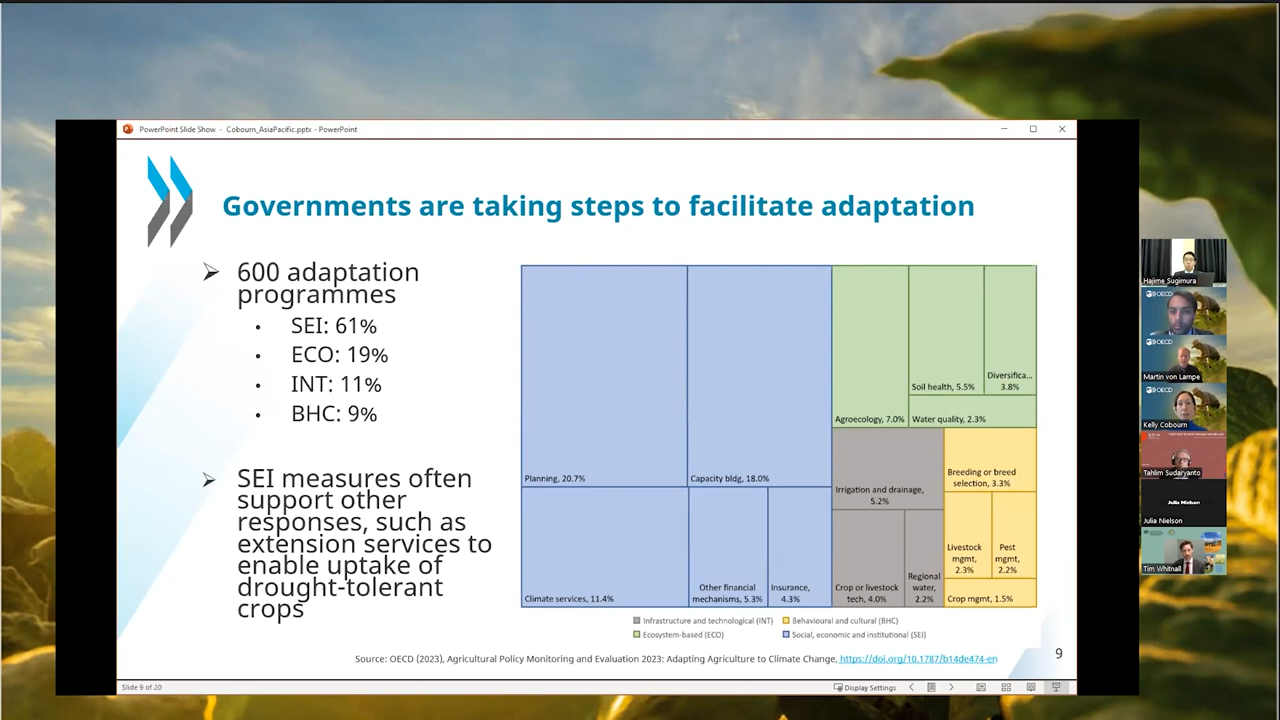 PowerPoint Slide Show - Cobourn_AsiaPacific.pptx - PowerPoint
Governments are taking steps to facilitate adaptation
600 adaptation
programmes
SEI: 61%
ECO: 19%
INT: 11%
BHC: 9%
SEI measures often
support other
responses, such as
extension services to
enable uptake of
drought-tolerant
crops
Planning, 20.7%
Capacity bldg, 18.0%
Climate services, 11.4%
Other financial
mechanisms, 5.3%
Insurance,
4.3%
Agroecology, 7.0%
Soil health, 5.5%
Diversifica...
3.8%
Water quality, 2.3%
Irrigation and drainage,
5.2%
Crop or livestock
tech, 4.0%
Regional
water,
2.2%
Breeding or breed
selection, 3.3%
Livestock
mgmt,
2.3%
Pest
mgmt,
2.2%
Crop mgmt, 1.5%
Infrastructure and technological (INT)
Behavioural and cultural (BHC)
Ecosystem-based (ECO)
Social, economic and institutional (SEI)
Source: OECD (2023), Agricultural Policy Monitoring and Evaluation 2023: Adapting Agriculture to Climate Change, https://doi.org/10.1787/b14de474-en
9
Slide 9 of 20
Display Settings
Hajime Sugimura
OECD
OECD
Martin von Lampe
OECD
Kelly Cobourn
Tahlim Sudaryanto
Julia Nielson
Julia Nielson
Tim Whitnall